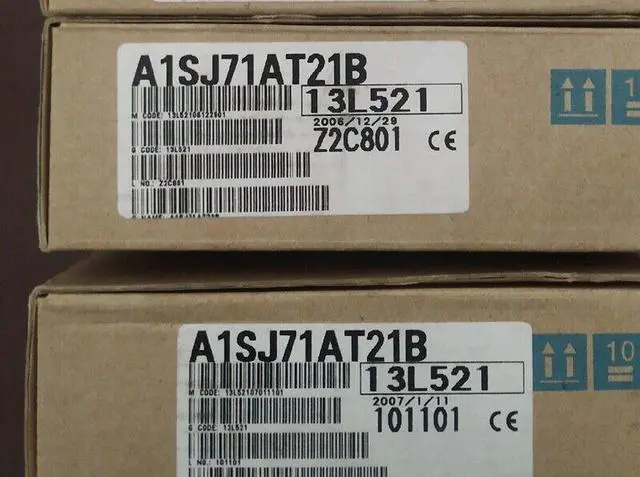 A1SJ71AT21B
13L521
M CODE: 13L52106122901
2006/12/29
Z2C801 CE
G CODE: 13L521
L NO.: Z2C801
A1SJ71AT21B
13L521
M CODE: 13L52107011101
2007/1/11
101101 CE
G CODE: 13L521
L NO.: 101101
10